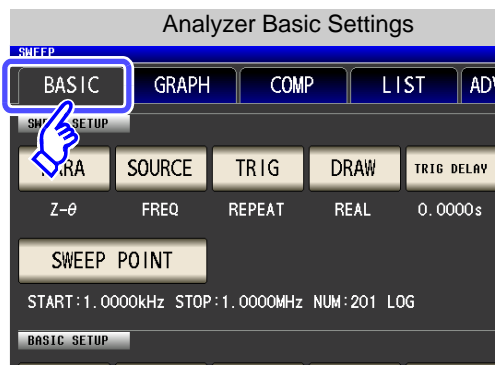 Analyzer Basic Settings
SWEEP
BASIC GRAPH COMP LIST
SETUP
SOURCE TRIG DRAW TRIG DELAY
Z-θ FREQ REPEAT REAL 0.0000s
SWEEP POINT
START:1.0000kHz STOP:1.0000MHz NUM:201 LOG
BASIC SETUP